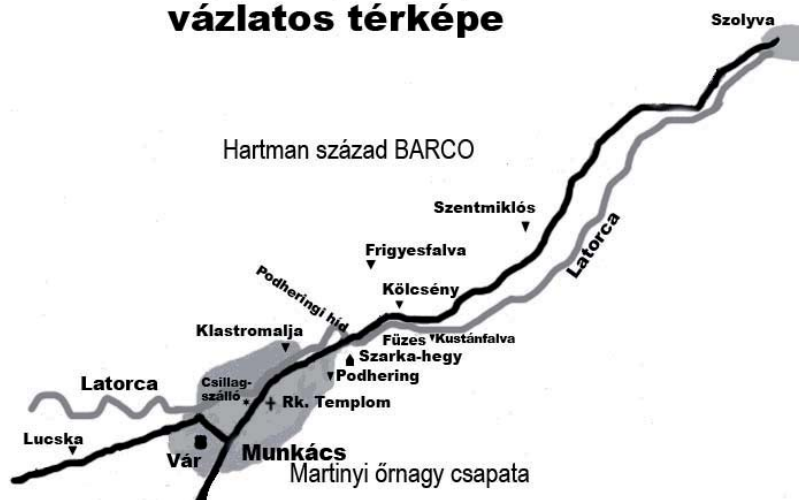 vázlatos térképe
Szolyva
Hartman század BARCO
Szentmiklós
Latorca
Frigyesfalva
Podheringi híd
Kölcsény
Klastromalja
Füzes
Kustánfalva
Szarka-hegy
Podhering
Latorca
Csillag-
szálló
Rk. Templom
Lucska
Vár
Munkács
Martinyi őrnagy csapata